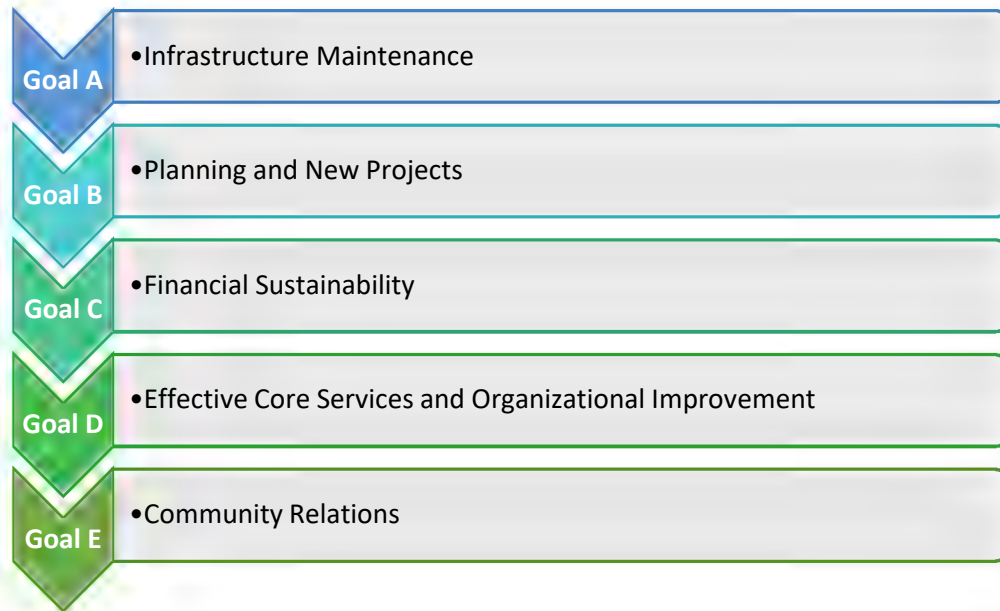 Goal A
•Infrastructure Maintenance
Goal B
•Planning and New Projects
Goal C
•Financial Sustainability
Goal D
•Effective Core Services and Organizational Improvement
Goal E
•Community Relations